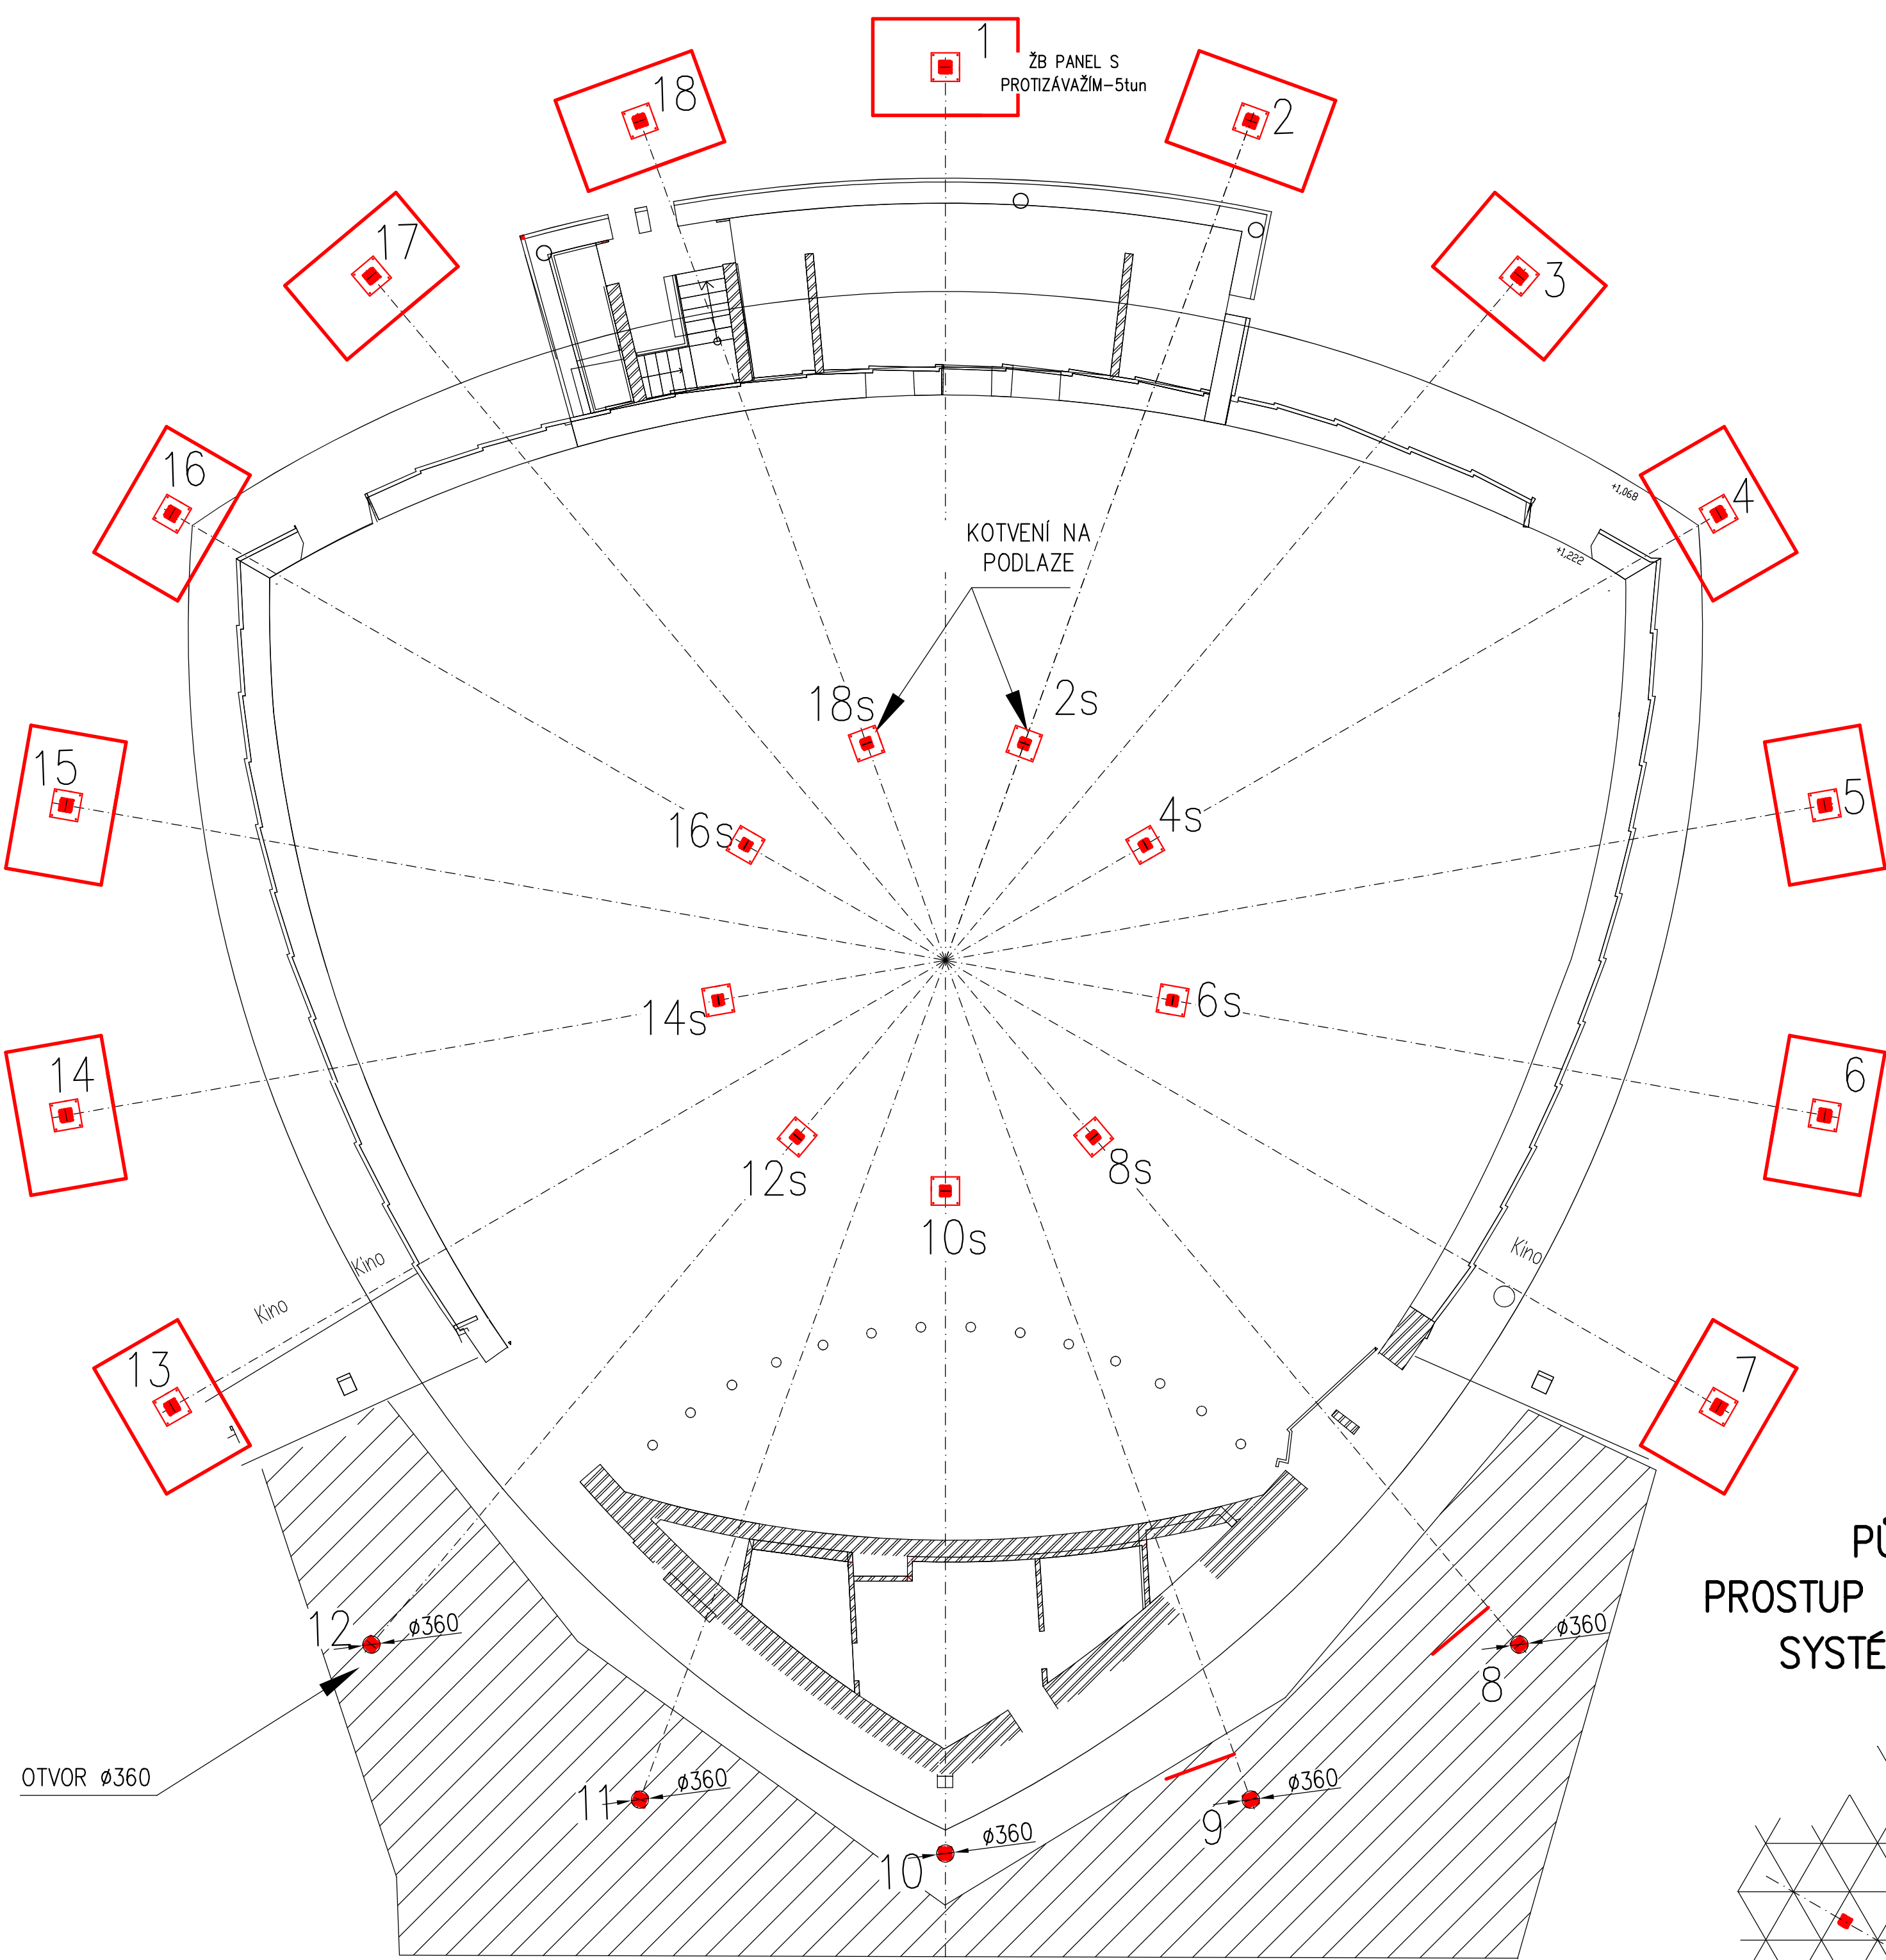 1
ŽB PANEL S
PROTIZÁVAŽÍM-5tun
18
2
17
3
16
4
+1,068
+1,222
KOTVENÍ NA
PODLAZE
18s
2s
15
5
16s
4s
14s
6s
14
6
12s
8s
10s
Kino
Kino
Kino
13
7
12
ø360
ø360
8
PROSTUP
OTVOR ø360
11
ø360
ø360
9
10
ø360